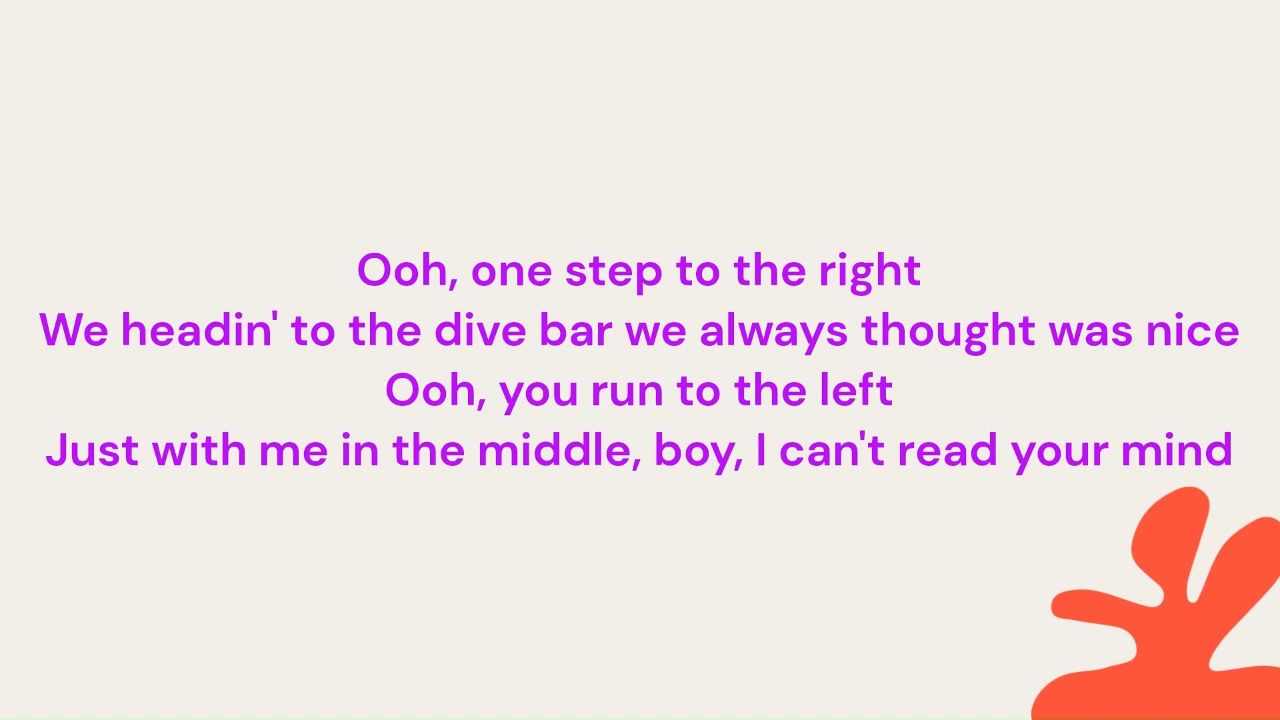 Ooh, one step to the right
We headin' to the dive bar we always thought was nice
Ooh, you run to the left
Just with me in the middle, boy, I can't read your mind